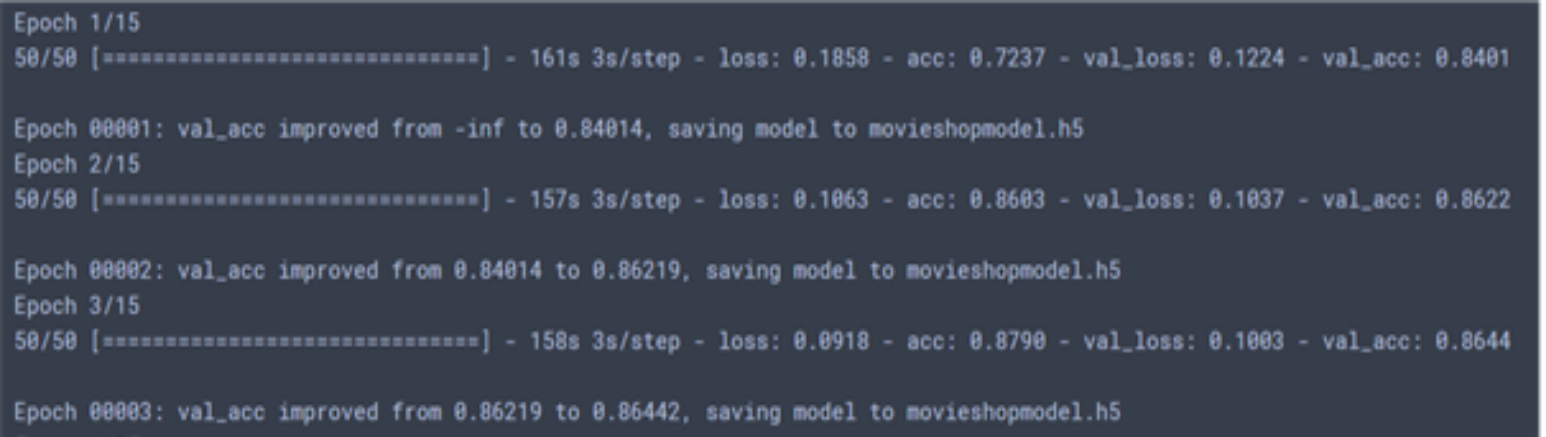 Epoch 1/15
50/50 [==============================] - 161s 3s/step - loss: 0.1858 - acc: 0.7237 - val_loss: 0.1224 - val_acc: 0.8401
Epoch 00001: val_acc improved from -inf to 0.84014, saving model to movieshopmodel.h5
Epoch 2/15
50/50 [==============================] - 157s 3s/step - loss: 0.1063 - acc: 0.8603 - val_loss: 0.1037 - val_acc: 0.8622
Epoch 00002: val_acc improved from 0.84014 to 0.86219, saving model to movieshopmodel.h5
Epoch 3/15
50/50 [==============================] - 158s 3s/step - loss: 0.0918 - acc: 0.8790 - val_loss: 0.1003 - val_acc: 0.8644
Epoch 00003: val_acc improved from 0.86219 to 0.86442, saving model to movieshopmodel.h5